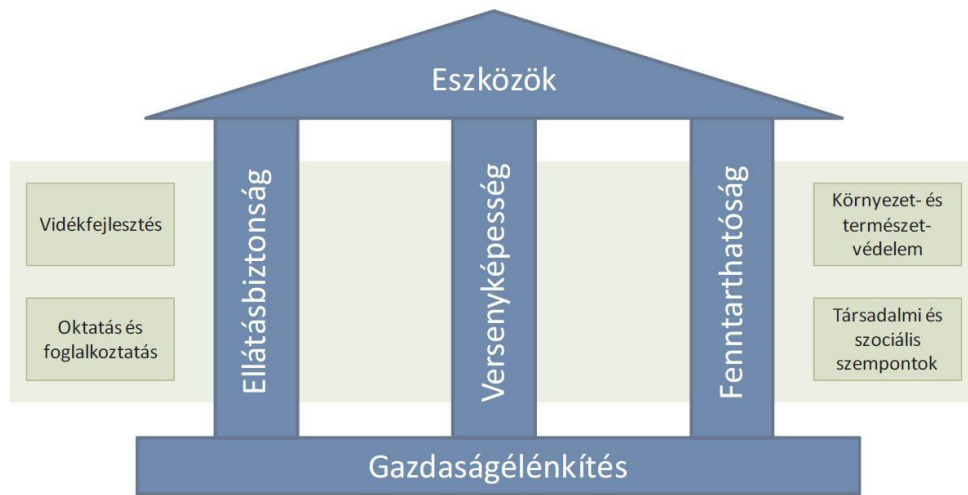 Eszközök
Vidékfejlesztés
Oktatás és
foglalkoztatás
Ellátásbiztonság
Versenyképesség
Fenntarthatóság
Környezet- és
természet-
védelem
Társadalmi és
szociális
szempontok
Gazdaságélénkítés